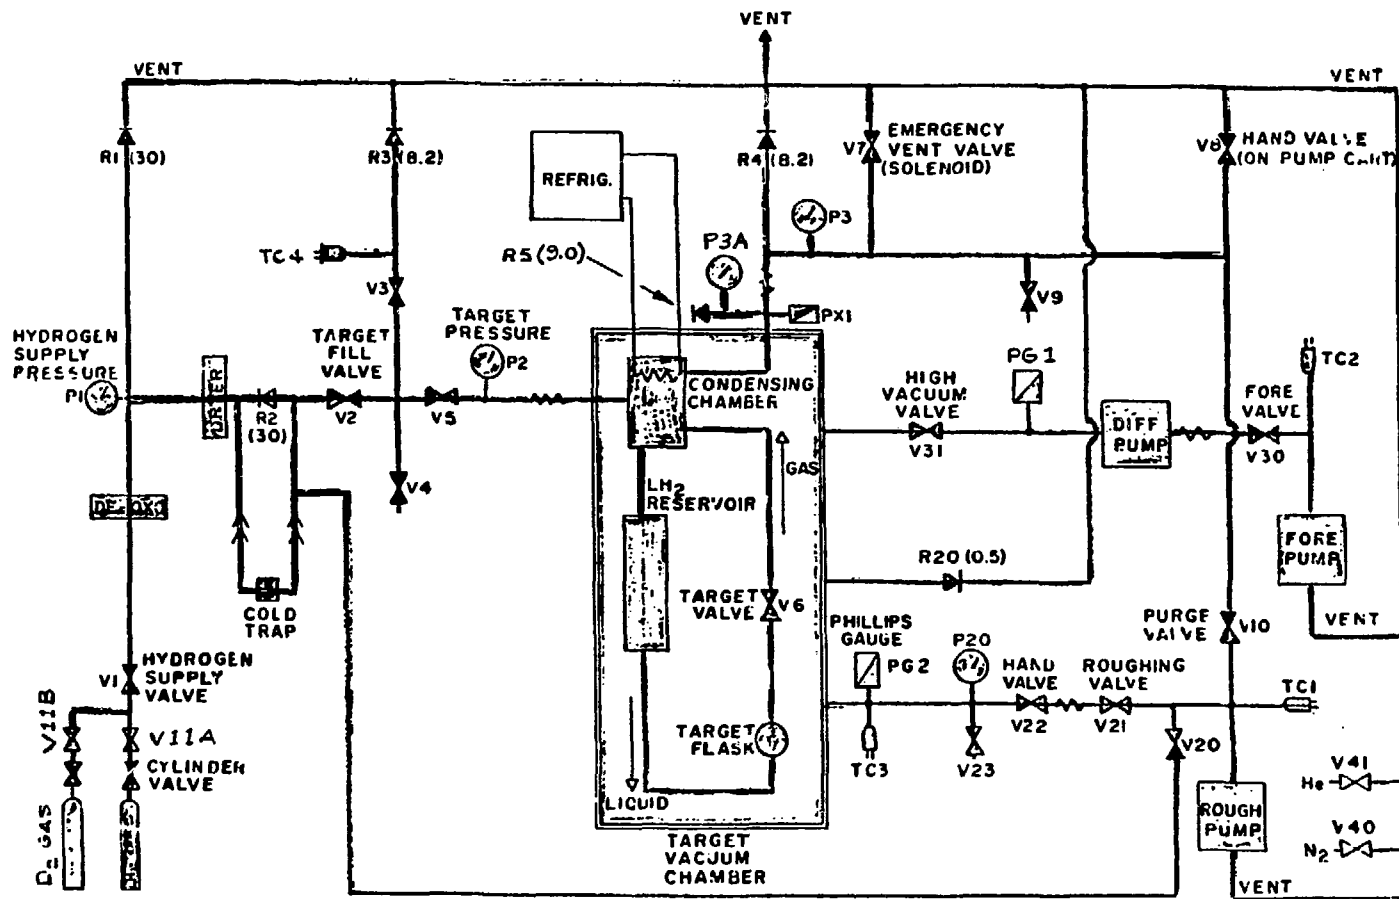 VENT
VENT
VENT
R1 (30)
R3 (8.2)
R4 (8.2)
V7
EMERGENCY
VENT VALVE
(SOLENOID)
V8
HAND VALVE
(ON PUMP CART)
REFRIG.
P3
TC4
R5 (9.0)
P3A
V3
V9
PX1
HYDROGEN
SUPPLY
PRESSURE
P1
TARGET
FILL
VALVE
TARGET
PRESSURE
P2
PG1
TC2
DRYER
R2
(30)
V2
V5
CONDENSING
CHAMBER
HIGH
VACUUM
VALVE
V31
DIFF
PUMP
FORE
VALVE
V30
GAS
V4
LH2
RESERVOIR
FORE
PUMP
R20 (0.5)
COLD
TRAP
TARGET
VALVE
V6
PHILLIPS
GAUGE
PG2
P20
PURGE
VALVE
V10
VENT
V1
HYDROGEN
SUPPLY
VALVE
HAND
VALVE
V22
ROUGHING
VALVE
V21
TC1
V11B
V11A
TARGET
FLASK
TC3
V23
V20
CYLINDER
VALVE
V41
He
LIQUID
ROUGH
PUMP
V40
N2
D2 GAS
TARGET
VACUUM
CHAMBER
VENT